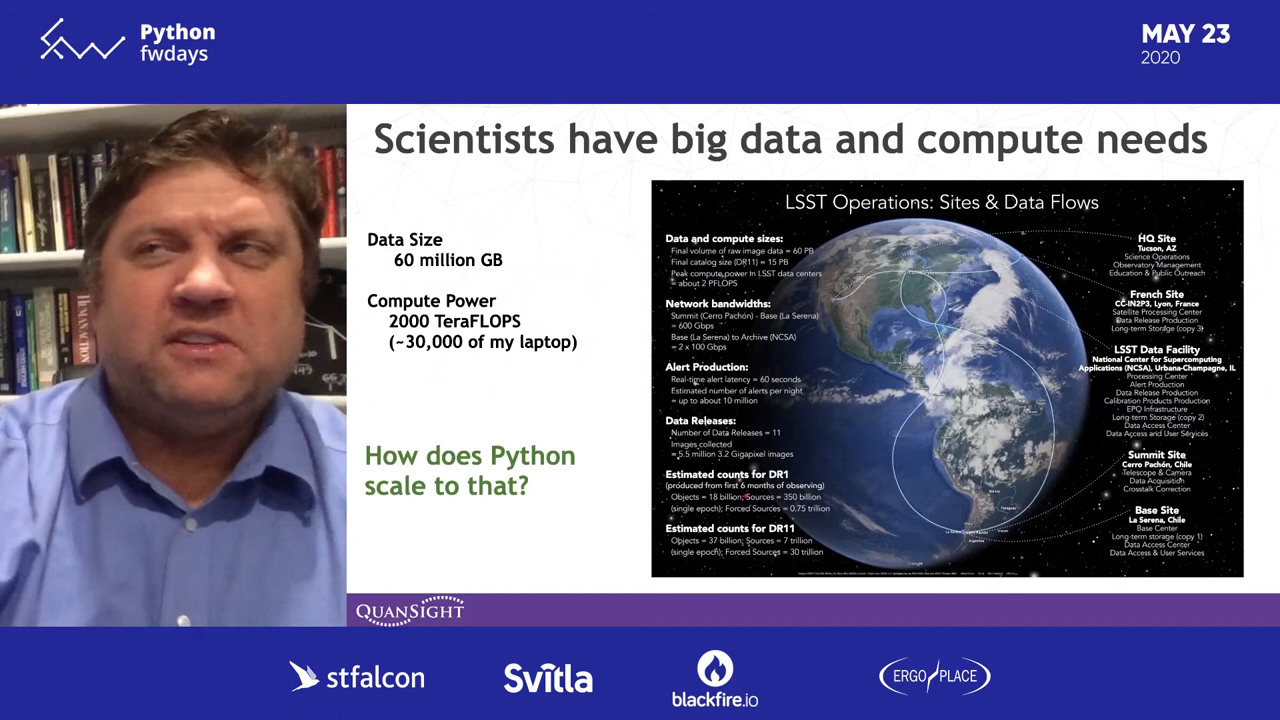 Python
fwdays
MAY 23
2020
Scientists have big data and compute needs
Data Size
60 million GB
Compute Power
2000 TeraFLOPS
(~30,000 of my laptop)
How does Python
scale to that?
LSST Operations: Sites & Data Flows
Data and compute sizes:
Final volume of raw image data = 60 PB
Final catalog size (DR11) = 15 PB
Peak compute power in LSST data centers
= about 2 PFLOPS
Network bandwidths:
Summit (Cerro Pachón) - Base (La Serena)
= 600 Gbps
Base (La Serena) to Archive (NCSA)
= 2 x 100 Gbps
Alert Production:
Real-time alert latency = 60 seconds
Estimated number of alerts per night
= up to about 10 million
Data Releases:
Number of Data Releases = 11
Images collected
= 5.5 million 3.2 Gigapixel images
Estimated counts for DR1
(produced from first 6 months of observing)
Objects = 18 billion; Sources = 350 billion
(single epoch); Forced Sources = 0.75 trillion
Estimated counts for DR11
Objects = 37 billion; Sources = 7 trillion
(single epoch); Forced Sources = 30 trillion
HQ Site
Tucson, AZ
Science Operations
Observatory Management
Education & Public Outreach
French Site
CC-IN2P3, Lyon, France
Satellite Processing Center
Data Release Production
Long-term Storage (copy 3)
LSST Data Facility
National Center for Supercomputing
Applications (NCSA), Urbana-Champagne, IL
Processing Center
Alert Production
Data Release Production
Calibration Products Production
EPO Infrastructure
Long-term Storage (copy 2)
Data Access Center
Data Access and User Services
Summit Site
Cerro Pachón, Chile
Telescope & Camera
Data Acquisition
Crosstalk Correction
Base Site
La Serena, Chile
Base Center
Long-term storage (copy 1)
Data Access Center
Data Access & User Services
Google
QUANSIGHT
stfalcon
Svitla
blackfire.io
ERGO PLACE